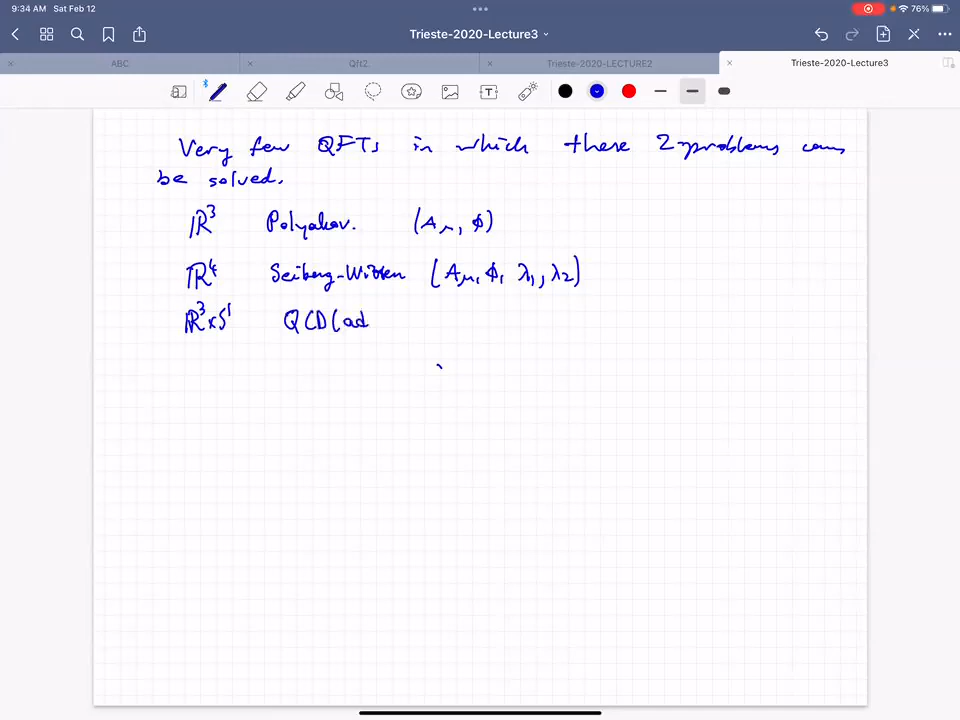 9:34 AM Sat Feb 12
76%
Trieste-2020-Lecture3
ABC
Qft2.
Trieste-2020-LECTURE2
Trieste-2020-Lecture3
Very few QFTs in which these 2 problems can
be solved.
ℝ³ Polyakov. (Aμ, ϕ)
ℝ⁴ Seiberg-Witten (Aμ, ϕ, λ₁, λ₂)
ℝ³×S¹ QCD(ad